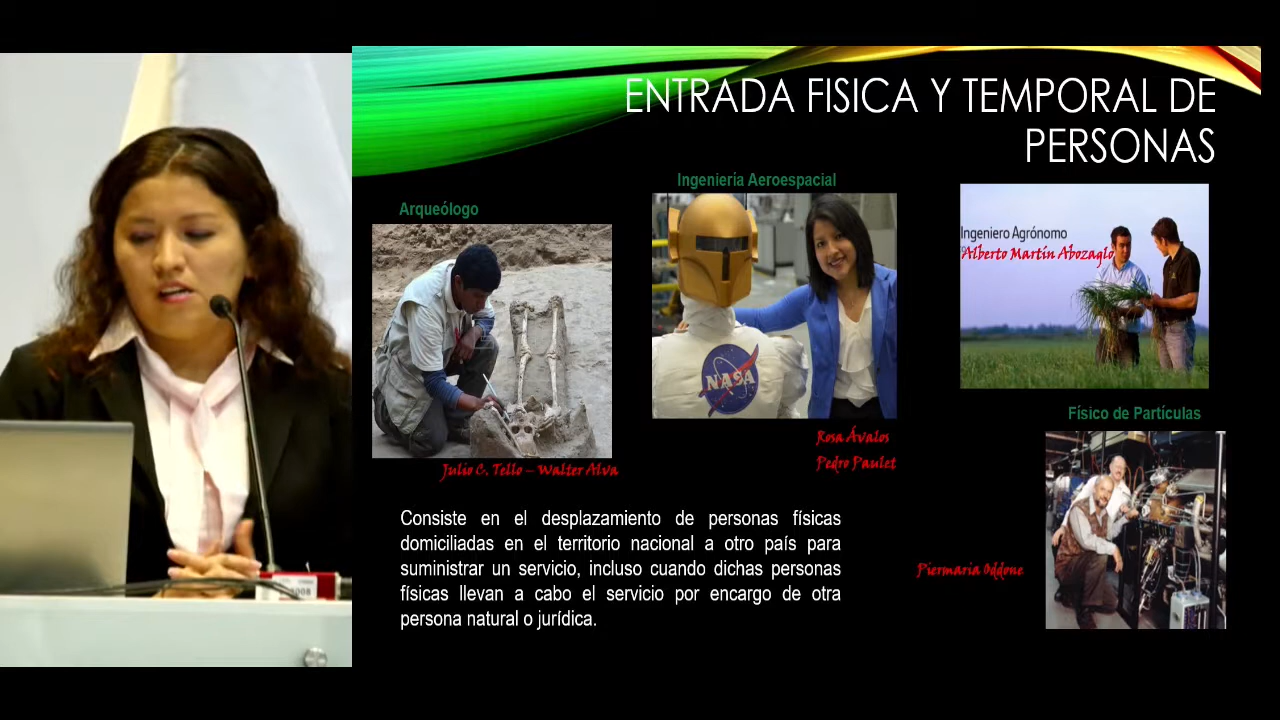 ENTRADA FISICA Y TEMPORAL DE
PERSONAS
Arqueólogo
Julio C. Tello – Walter Alva
Ingenieria Aeroespacial
NASA
Rosa Ávalos
Pedro Paulet
Ingeniero Agrónomo
Alberto Martín Abozaglo
Físico de Partículas
Piermaria Oddone
Consiste en el desplazamiento de personas físicas
domiciliadas en el territorio nacional a otro país para
suministrar un servicio, incluso cuando dichas personas
físicas llevan a cabo el servicio por encargo de otra
persona natural o jurídica.